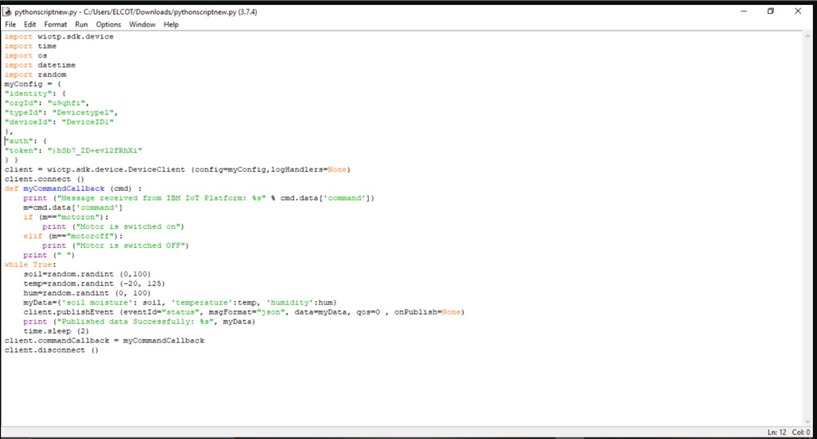 pythonscriptnew.py - C:/Users/ELCOT/Downloads/pythonscriptnew.py (3.7.4)
File Edit Format Run Options Window Help
import wiotp.sdk.device
import time
import os
import datetime
import random
myConfig = {
"identity": {
"orgId": "u9qhfi",
"typeId": "Devicetype1",
"deviceId": "DeviceID1"
},
"auth": {
"token": ")hSb7_ZD+evl2fRhXi"
} }
client = wiotp.sdk.device.DeviceClient (config=myConfig,logHandlers=None)
client.connect ()
def myCommandCallback (cmd) :
    print ("Message received from IBM IoT Platform: %s" % cmd.data['command'])
    m=cmd.data['command']
    if (m=="motoron"):
        print ("Motor is switched on")
    elif (m=="motoroff"):
        print ("Motor is switched OFF")
    print (" ")
while True:
    soil=random.randint (0,100)
    temp=random.randint (-20, 125)
    hum=random.randint (0, 100)
    myData={'soil moisture': soil, 'temperature':temp, 'humidity':hum}
    client.publishEvent (eventId="status", msgFormat="json", data=myData, qos=0 , onPublish=None)
    print ("Published data Successfully: %s", myData)
    time.sleep (2)
client.commandCallback = myCommandCallback
client.disconnect ()
Ln: 12 Col: 0